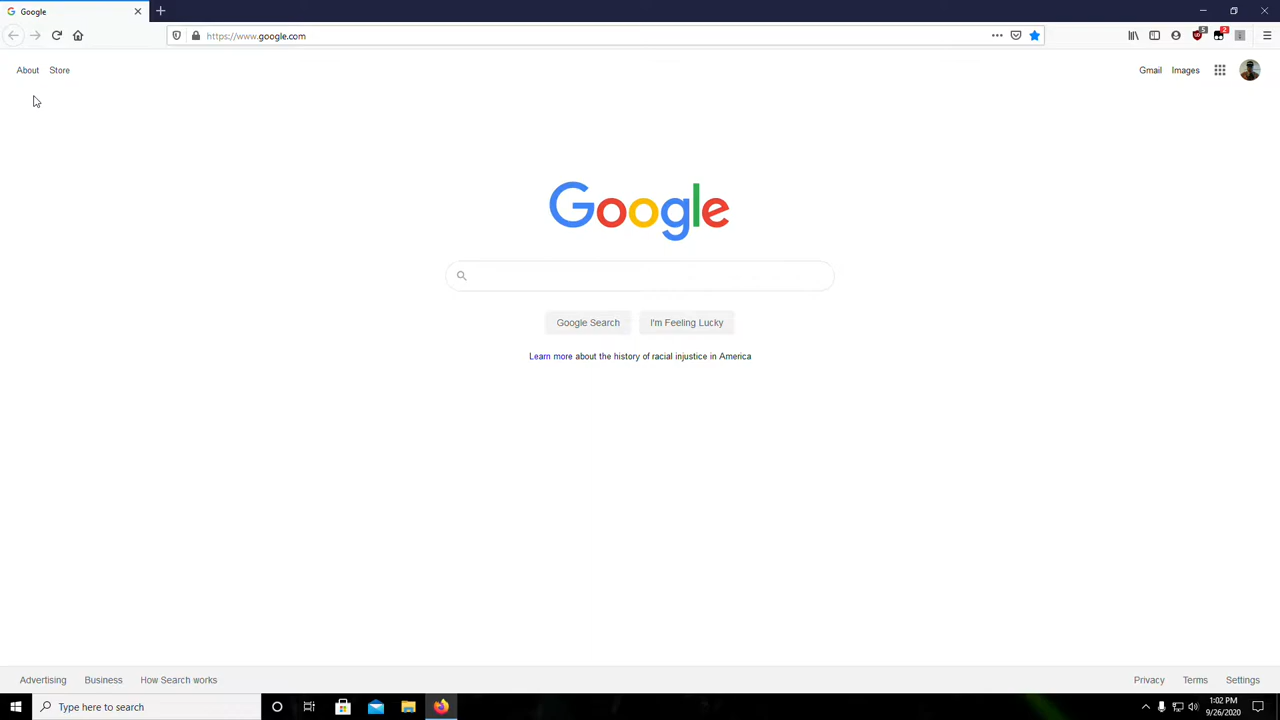 Google
https://www.google.com
5
2
About Store
Gmail Images
Google
Google Search I'm Feeling Lucky
Learn more about the history of racial injustice in America
Advertising Business How Search works
Privacy Terms Settings
Type here to search
1:02 PM
9/26/2020